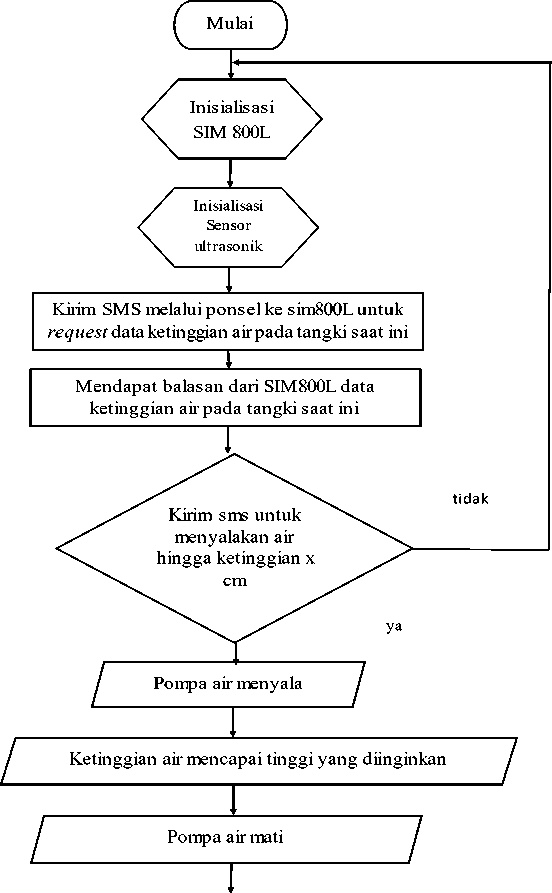 Mulai
Inisialisasi
SIM 800L
Inisialisasi
Sensor
ultrasonik
Kirim SMS melalui ponsel ke sim800L untuk
request data ketinggian air pada tangki saat ini
Mendapat balasan dari SIM800L data
ketinggian air pada tangki saat ini
Kirim sms untuk
menyalakan air
hingga ketinggian x
cm
tidak
ya
Pompa air menyala
Ketinggian air mencapai tinggi yang diinginkan
Pompa air mati